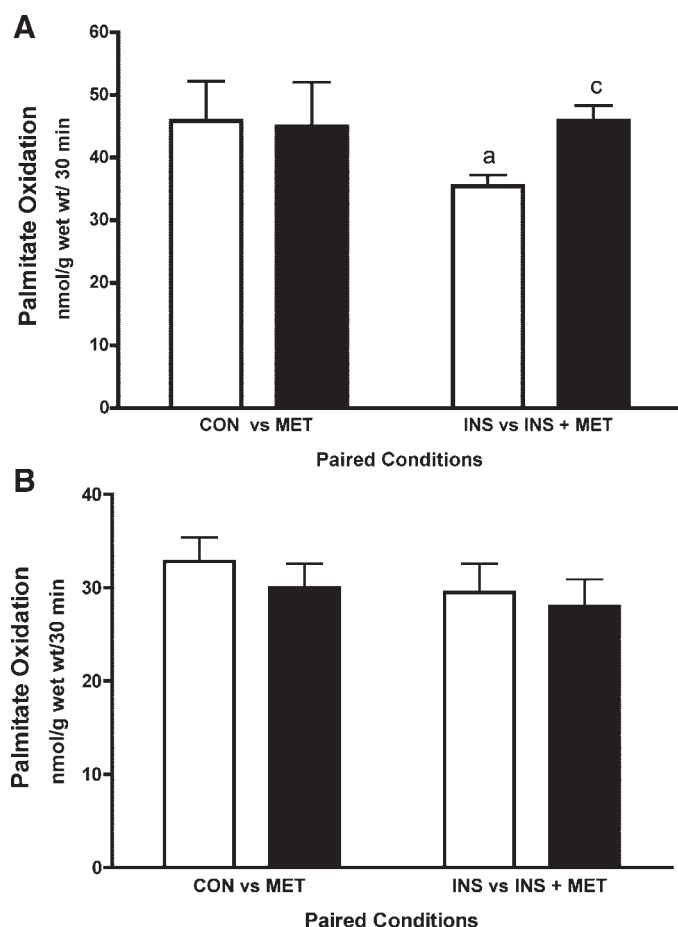 A
Palmitate Oxidation
nmol/g wet wt/ 30 min
60
50
40
30
20
10
0
a
c
CON vs MET
INS vs INS + MET
Paired Conditions
B
Palmitate Oxidation
nmol/g wet wt/30 min
40
30
20
10
0
CON vs MET
INS vs INS + MET
Paired Conditions